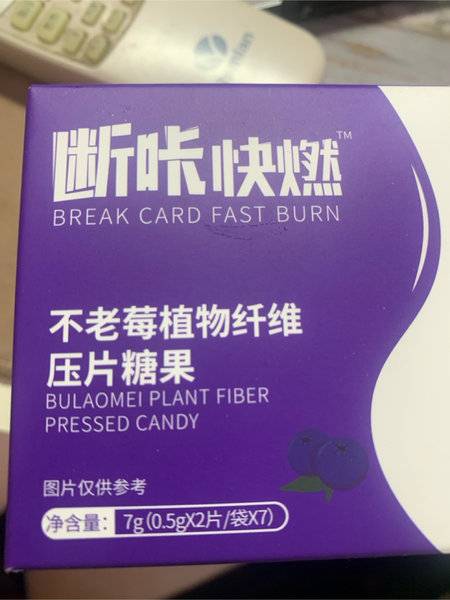 断咔快燃™
BREAK CARD FAST BURN
不老莓植物纤维
压片糖果
BULAOMEI PLANT FIBER
PRESSED CANDY
图片仅供参考
净含量：7g(0.5gX2片/袋X7)